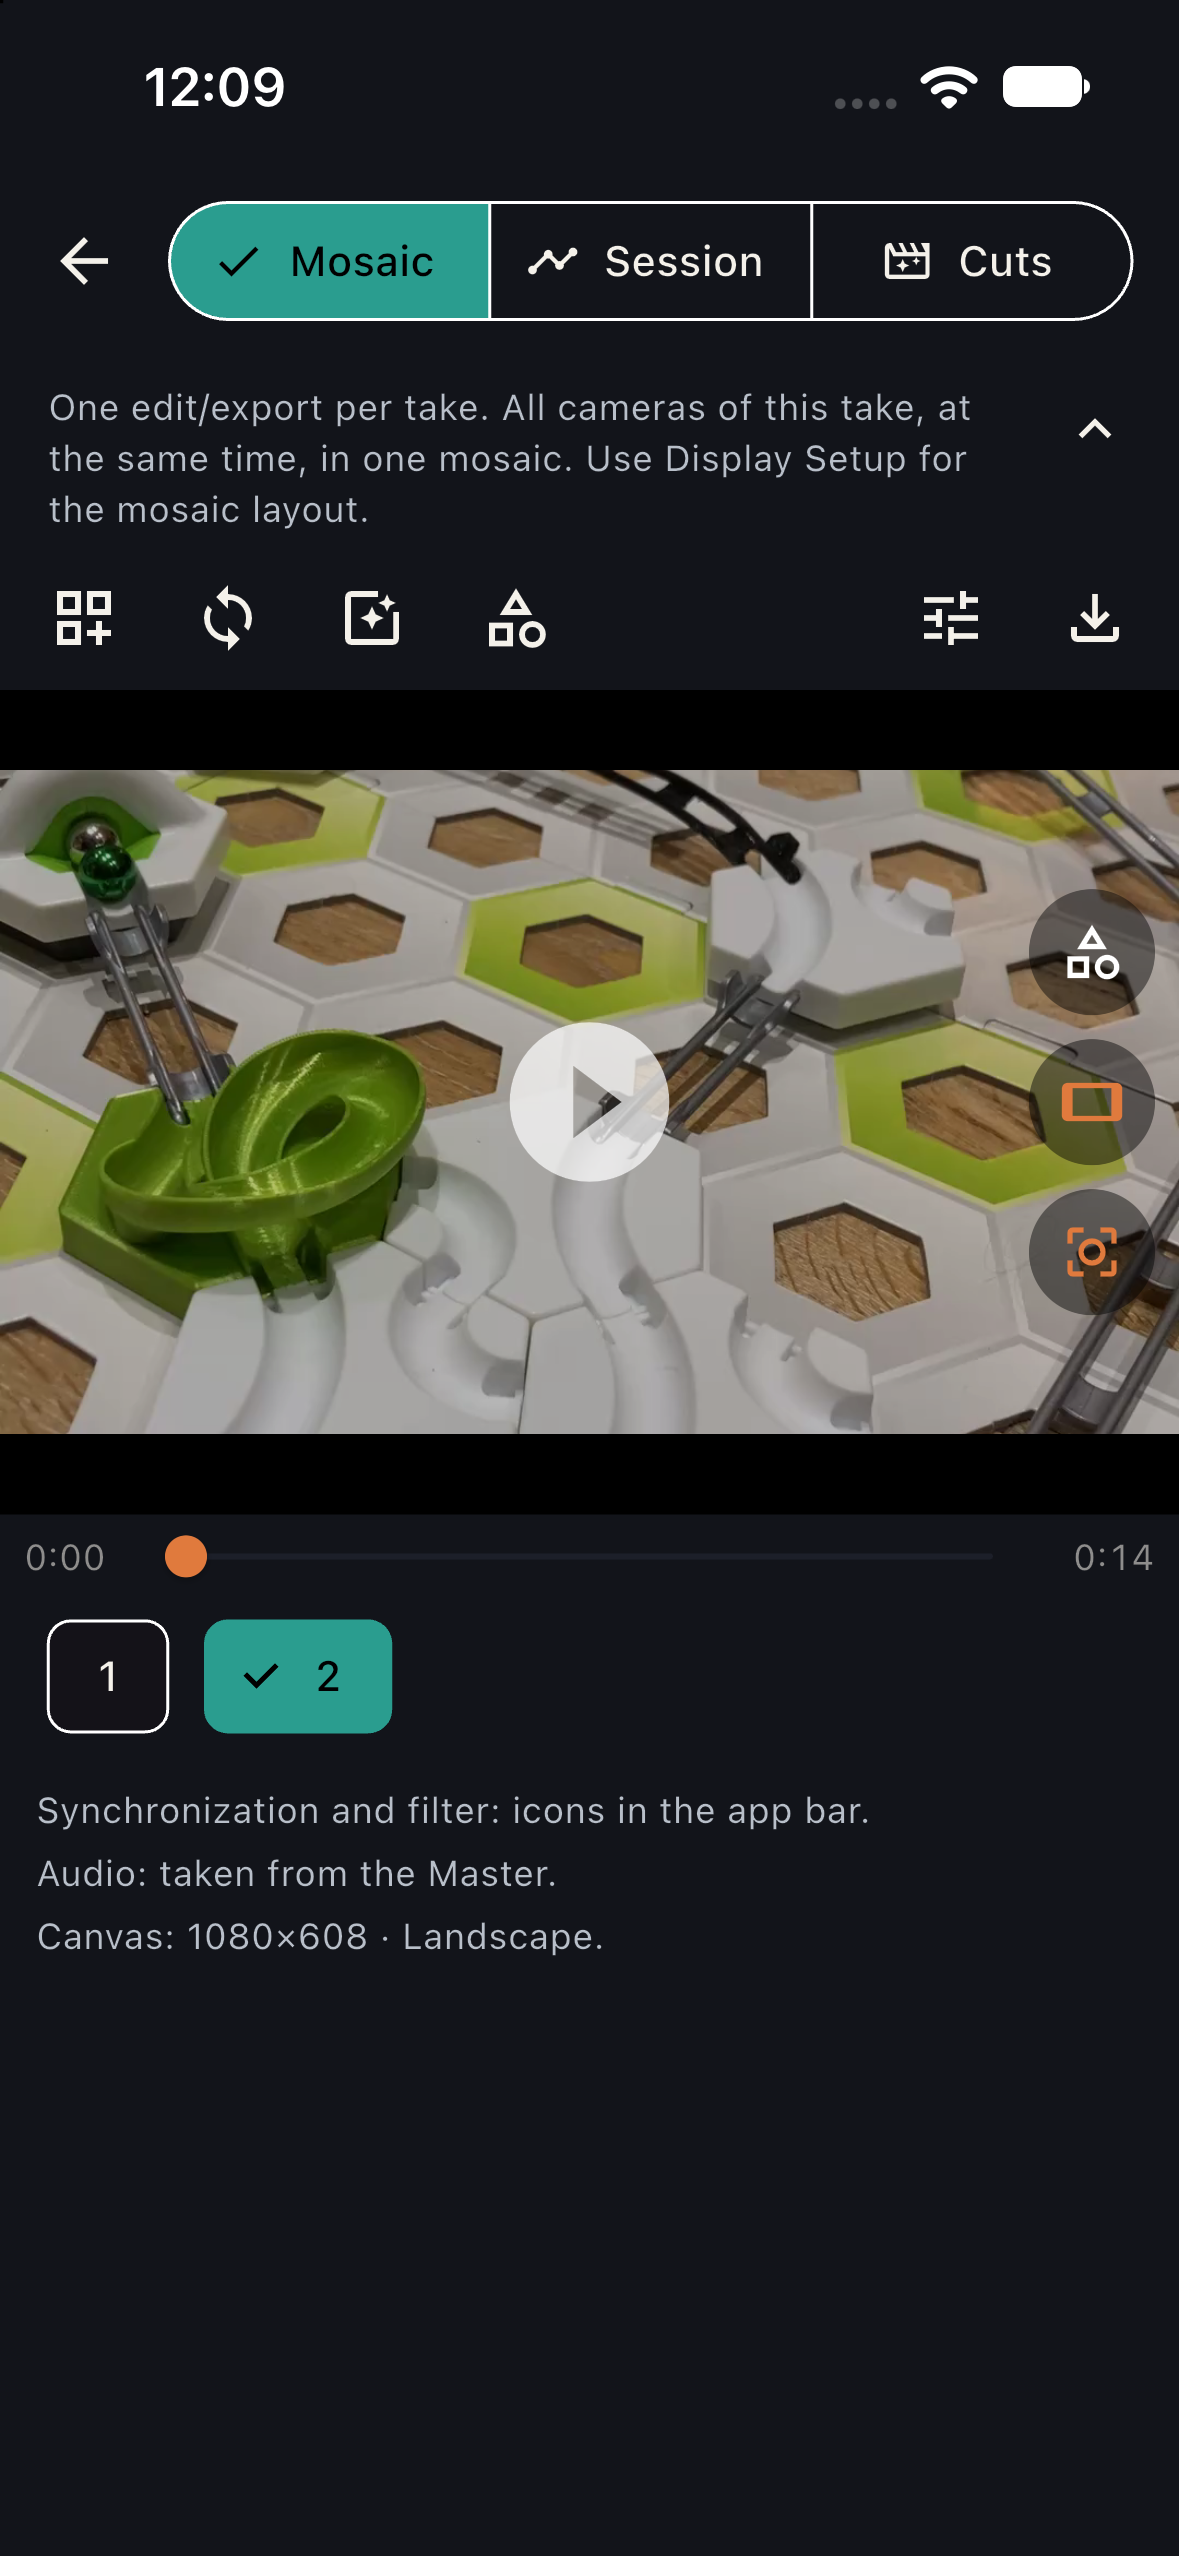 12:09
Mosaic
Session
Cuts
One edit/export per take. All cameras of this take, at
the same time, in one mosaic. Use Display Setup for
the mosaic layout.
0:00
0:14
1
2
Synchronization and filter: icons in the app bar.
Audio: taken from the Master.
Canvas: 1080×608 · Landscape.